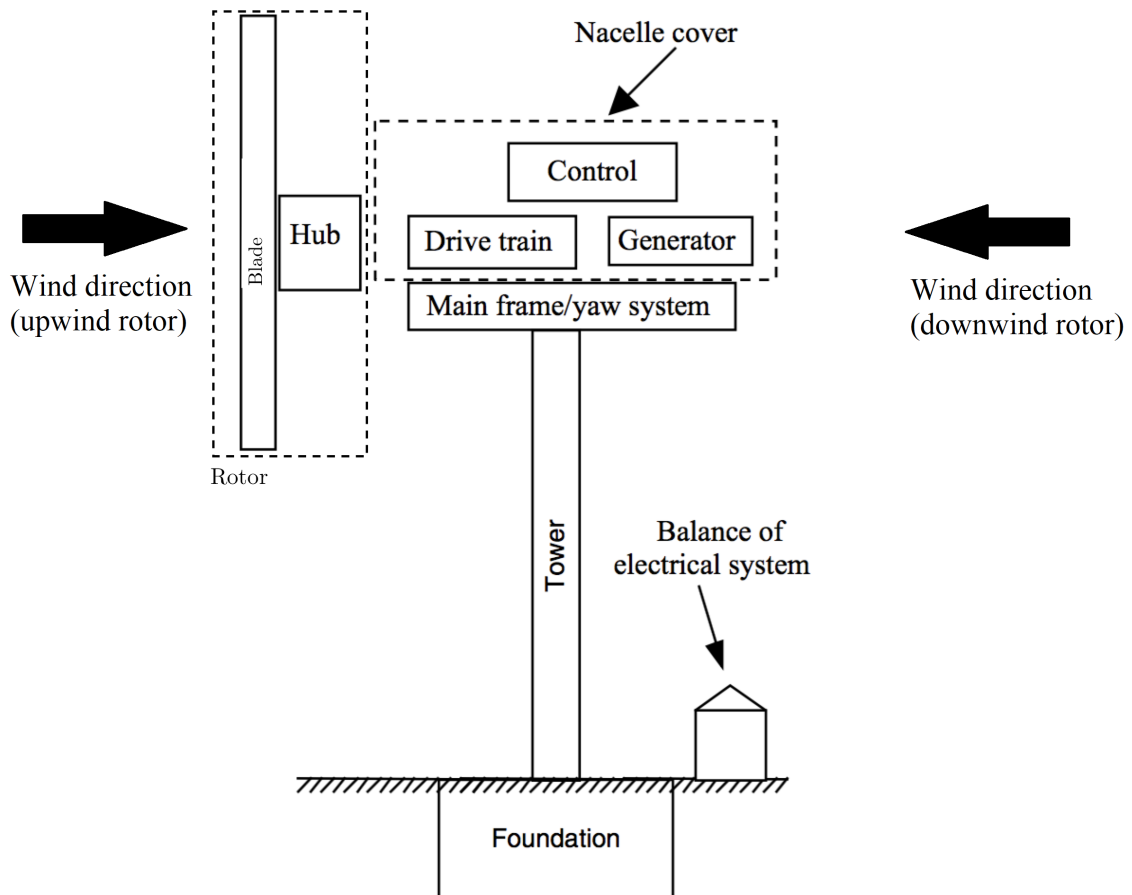 Nacelle cover
Control
Drive train
Generator
Hub
Blade
Wind direction
(upwind rotor)
Main frame/yaw system
Wind direction
(downwind rotor)
Rotor
Tower
Balance of
electrical system
Foundation